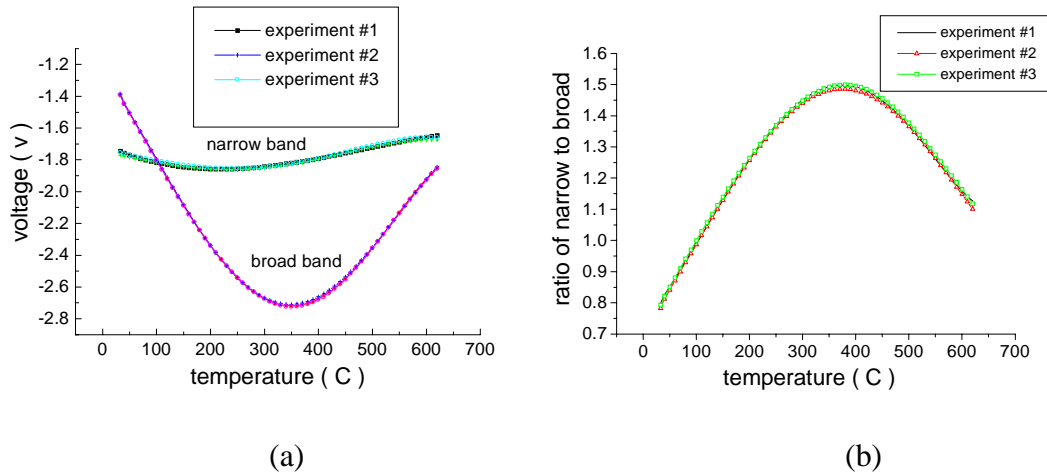 experiment #1
experiment #2
experiment #3
-1.2
-1.4
-1.6
-1.8
-2.0
-2.2
-2.4
-2.6
-2.8
voltage ( v )
narrow band
broad band
0 100 200 300 400 500 600 700
temperature ( C )
(a)
experiment #1
experiment #2
experiment #3
1.6
1.5
1.4
1.3
1.2
1.1
1.0
0.9
0.8
0.7
ratio of narrow to broad
0 100 200 300 400 500 600 700
temperature ( C )
(b)